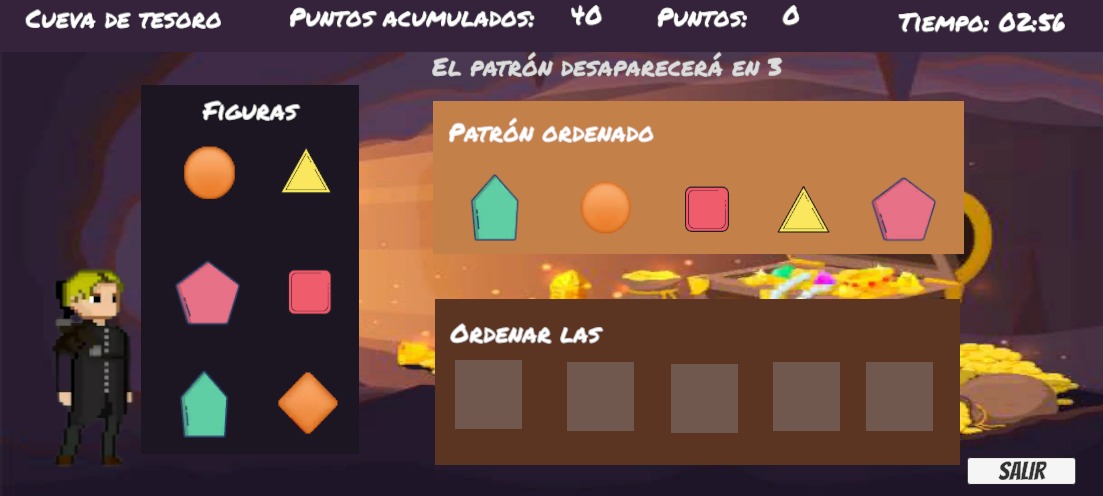 CUEVA DE TESORO
PUNTOS ACUMULADOS: 40
PUNTOS: 0
TIEMPO: 02:56
EL PATRÓN DESAPARECERÁ EN 3
FIGURAS
PATRÓN ORDENADO
ORDENAR LAS
SALIR